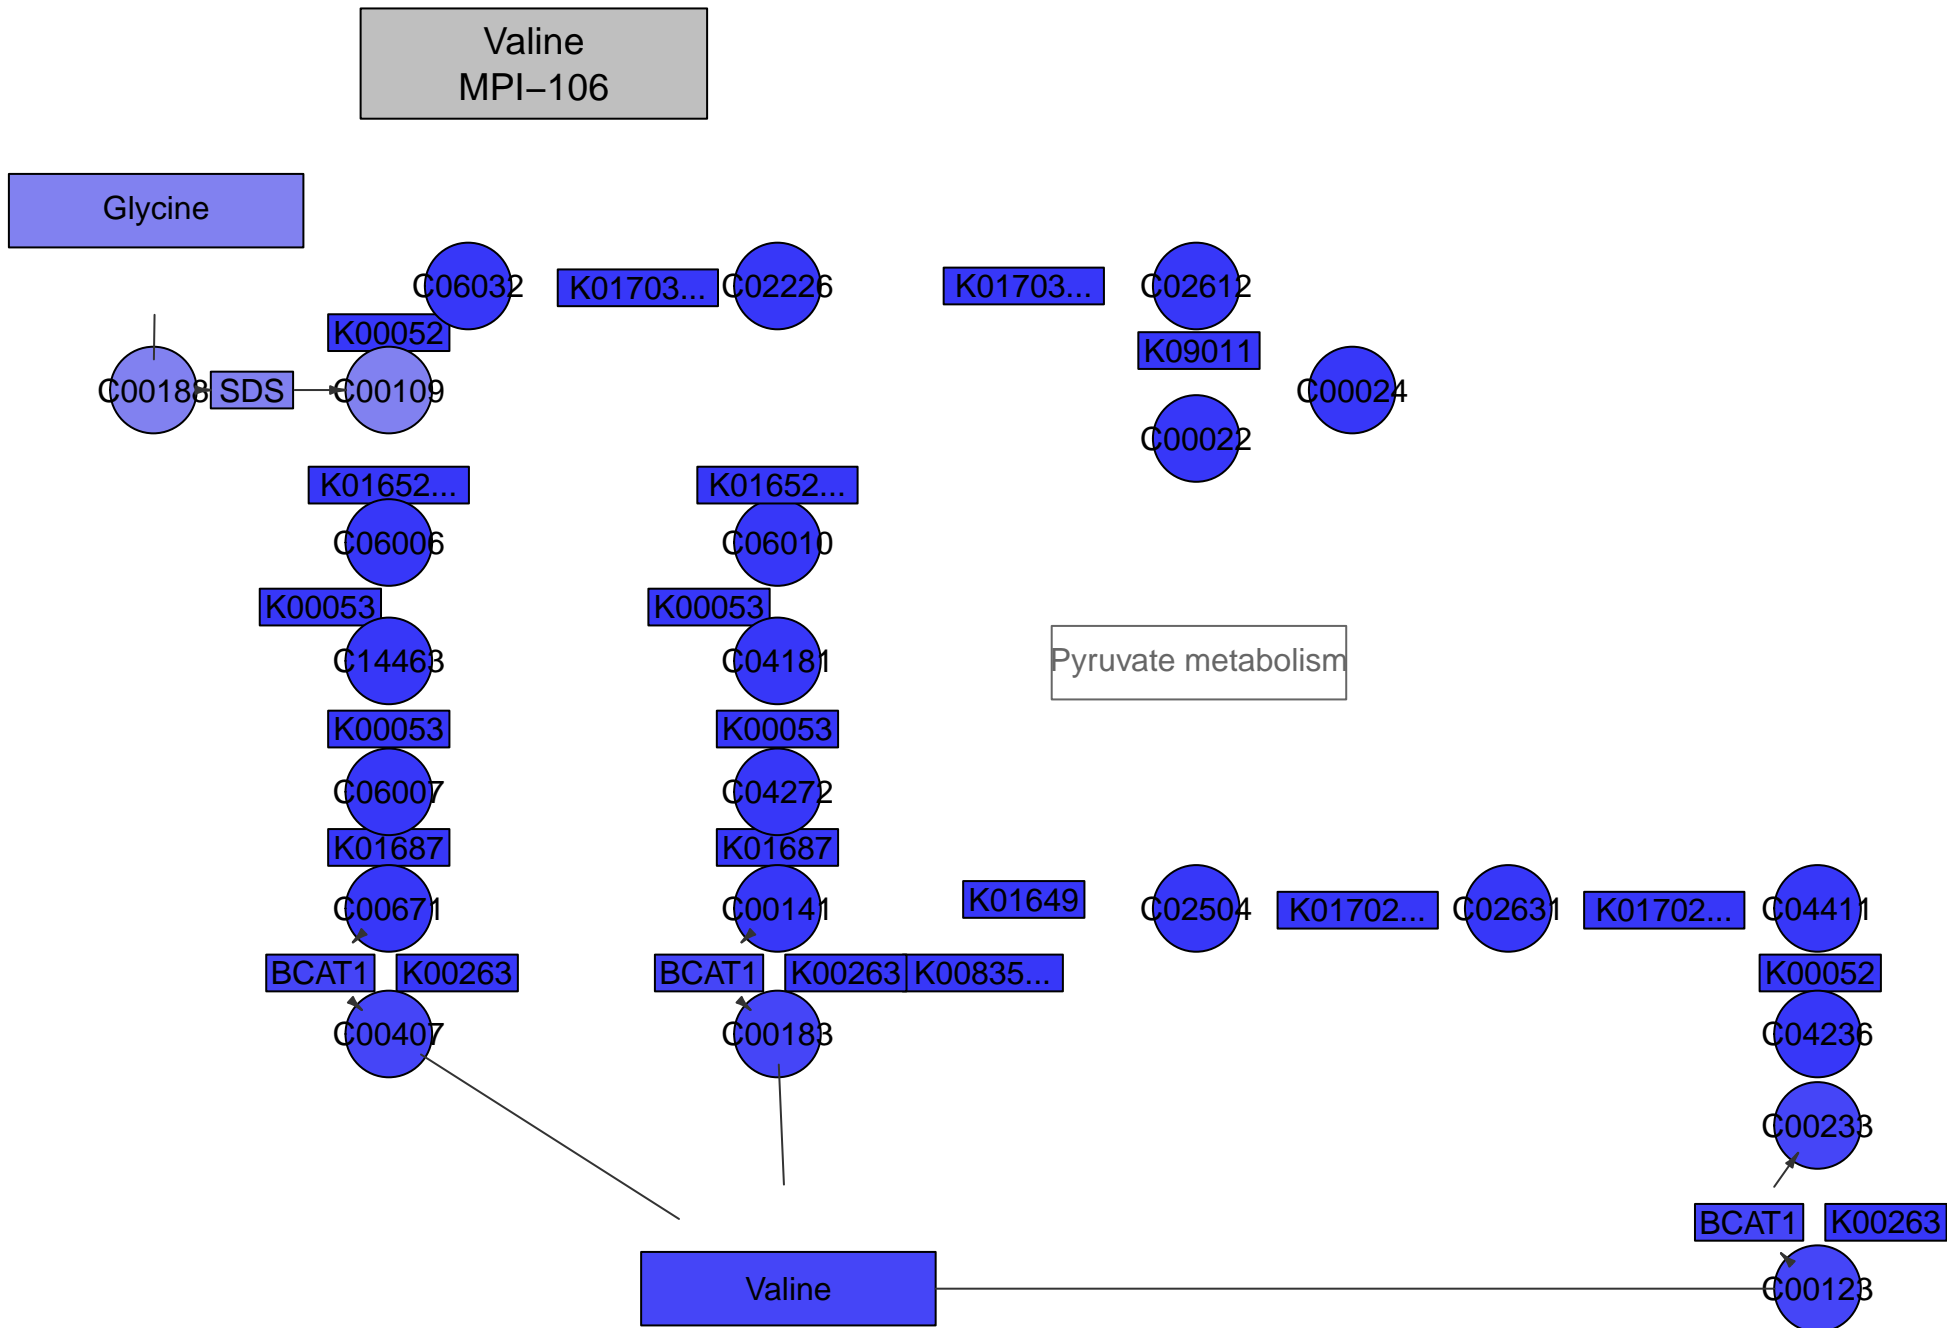 Valine
MPI−106
Glycine
C06032
K01703...
C02226
K01703...
C02612
K00052
K09011
C00188
SDS
C00109
C00024
C00022
K01652...
K01652...
C06006
C06010
K00053
K00053
C14463
C04181
Pyruvate metabolism
K00053
K00053
C06007
C04272
K01687
K01687
C00671
C00141
K01649
C02504
K01702...
C02631
K01702...
C04411
BCAT1
K00263
BCAT1
K00263
K00835...
K00052
C00407
C00183
C04236
C00233
BCAT1
K00263
Valine
C00123